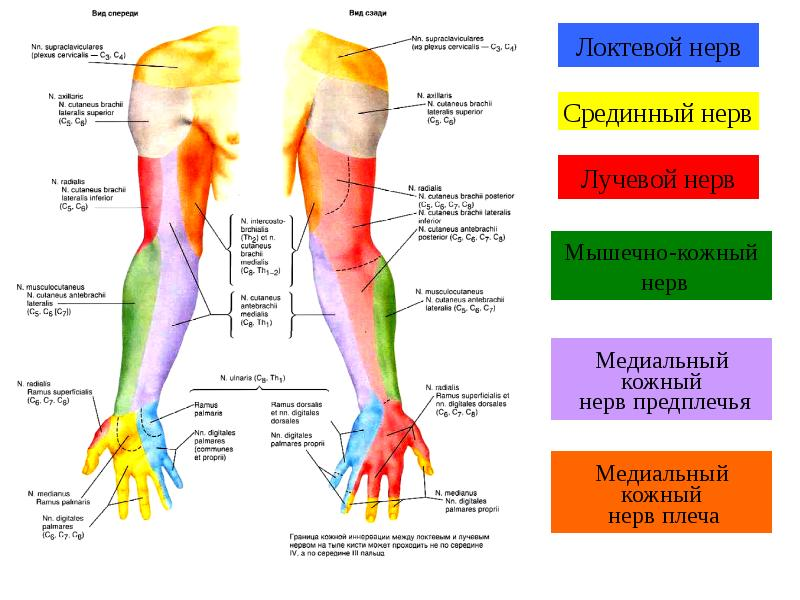 Вид спереди
Nn. supraclaviculares
(plexus cervicalis — C3, C4)
N. axillaris
N. cutaneus brachii
lateralis superior
(C5, C6)
N. radialis
N. cutaneus brachii
lateralis inferior
(C5, C6)
N. musculocutaneus
N. cutaneus antebrachii
lateralis
(C5, C6 [C7])
N. radialis
Ramus superficialis
(C6, C7, C8)
N. medianus
Ramus palmaris
Nn. digitales
palmares
(C6, C7, C8)
N. intercosto-
brchialis
(Th2) et n.
cutaneus
brachii
medialis
(C8, Th1–2)
N. cutaneus
antebrachii
medialis
(C8, Th1)
N. ulnaris (C8, Th1)
Ramus
palmaris
Nn. digitales
palmares
(communes
et proprii)
Ramus dorsalis
et nn. digitales
dorsales
Nn. digitales
palmares proprii
Вид сзади
Nn. supraclaviculares
(из plexus cervicalis — C3, C4)
N. axillaris
N. cutaneus brachii
lateralis superior
(C5, C6)
N. radialis
N. cutaneus brachii posterior
(C5, C6, C7, C8)
N. cutaneus brachii lateralis
inferior
N. cutaneus antebrachii
posterior (C5, C6, C7, C8)
N. musculocutaneus
N. cutaneus antebrachii
lateralis (C5, C6, C7)
N. radialis
Ramus superficialis et
nn. digitales dorsales
(C6, C7, C8)
N. medianus
Nn. digitales
palmares proprii
Граница кожной иннервации между локтевым и лучевым
нервом на тыле кисти может проходить не по середине
IV, а по середине III пальца
Локтевой нерв
Срединный нерв
Лучевой нерв
Мышечно-кожный
нерв
Медиальный
кожный
нерв предплечья
Медиальный
кожный
нерв плеча